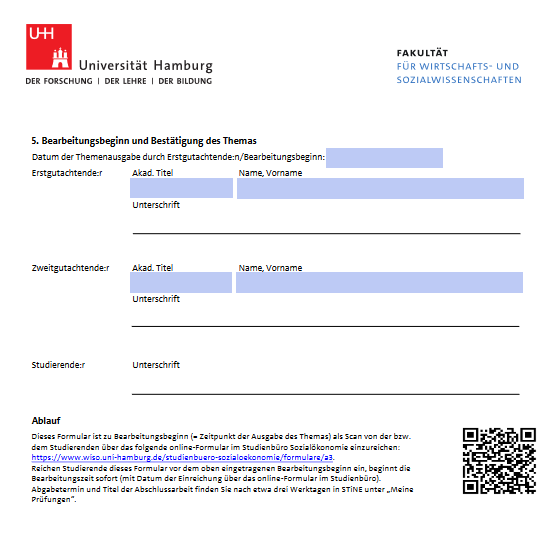 UHH
Universität Hamburg
DER FORSCHUNG | DER LEHRE | DER BILDUNG
FAKULTÄT
FÜR WIRTSCHAFTS- UND
SOZIALWISSENSCHAFTEN
5. Bearbeitungsbeginn und Bestätigung des Themas
Datum der Themenausgabe durch Erstgutachtende:n/Bearbeitungsbeginn:
Erstgutachtende:r Akad. Titel Name, Vorname
Unterschrift
Zweitgutachtende:r Akad. Titel Name, Vorname
Unterschrift
Studierende:r Unterschrift
Ablauf
Dieses Formular ist zu Bearbeitungsbeginn (= Zeitpunkt der Ausgabe des Themas) als Scan von der bzw.
dem Studierenden über das folgende online-Formular im Studienbüro Sozialökonomie einzureichen:
https://www.wiso.uni-hamburg.de/studienbuero-sozialoekonomie/formulare/a3.
Reichen Studierende dieses Formular vor dem oben eingetragenen Bearbeitungsbeginn ein, beginnt die
Bearbeitungszeit sofort (mit Datum der Einreichung über das online-Formular im Studienbüro).
Abgabetermin und Titel der Abschlussarbeit finden Sie nach etwa drei Werktagen in STiNE unter „Meine
Prüfungen“.